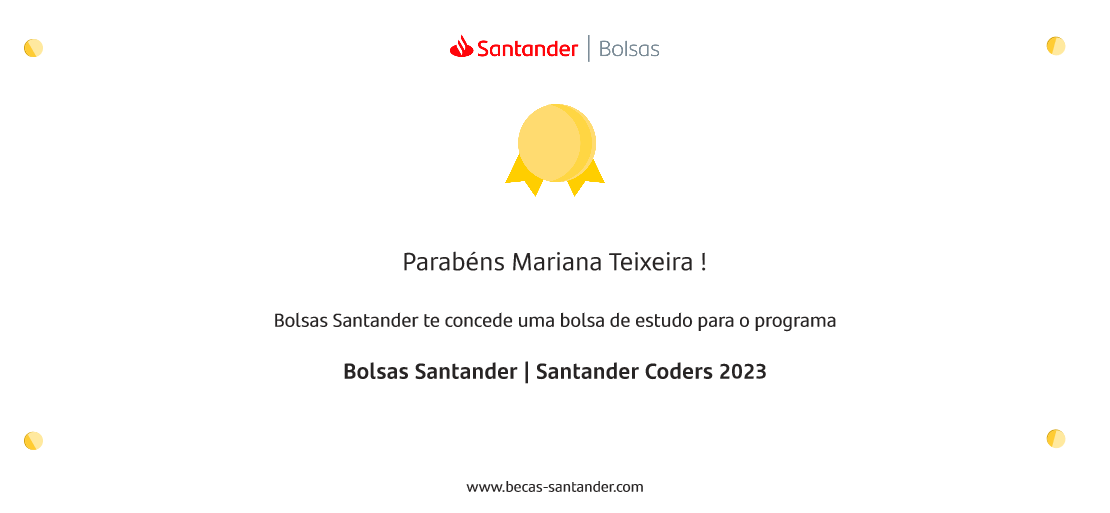 Santander | Bolsas
Parabéns Mariana Teixeira !
Bolsas Santander te concede uma bolsa de estudo para o programa
Bolsas Santander | Santander Coders 2023
www.becas-santander.com